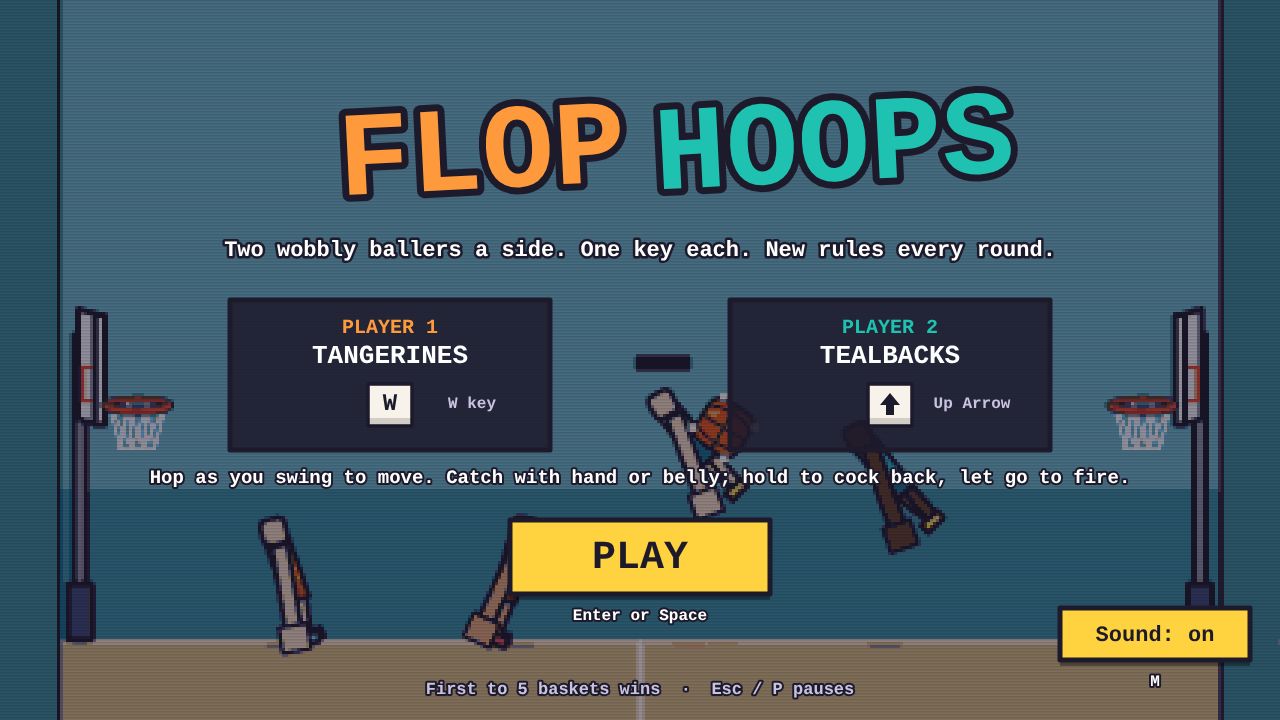 FLOP HOOPS
Two wobbly ballers a side. One key each. New rules every round.
PLAYER 1
TANGERINES
W
W key
PLAYER 2
TEALBACKS
Up Arrow
Hop as you swing to move. Catch with hand or belly; hold to cock back, let go to fire.
PLAY
Enter or Space
Sound: on
M
First to 5 baskets wins · Esc / P pauses